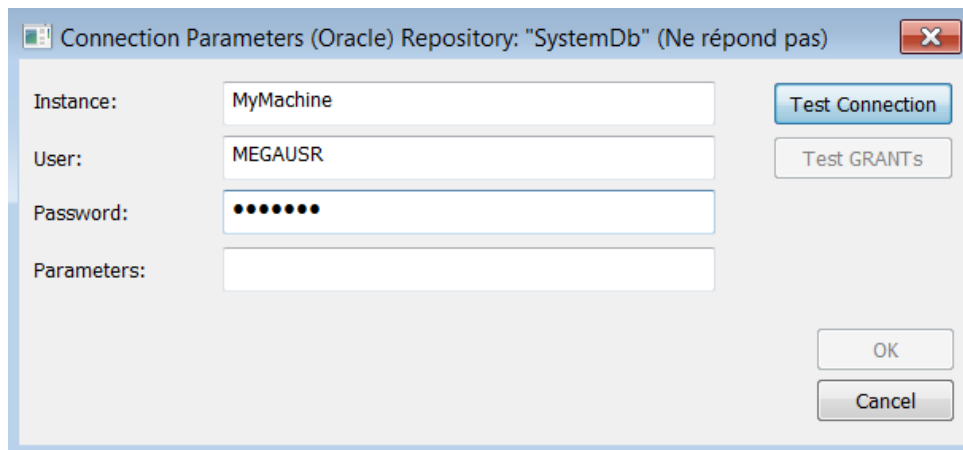 Connection Parameters (Oracle) Repository: "SystemDb" (Ne répond pas)
Instance: MyMachine Test Connection
User: MEGAUSR Test GRANTs
Password: •••••••
Parameters:
OK
Cancel